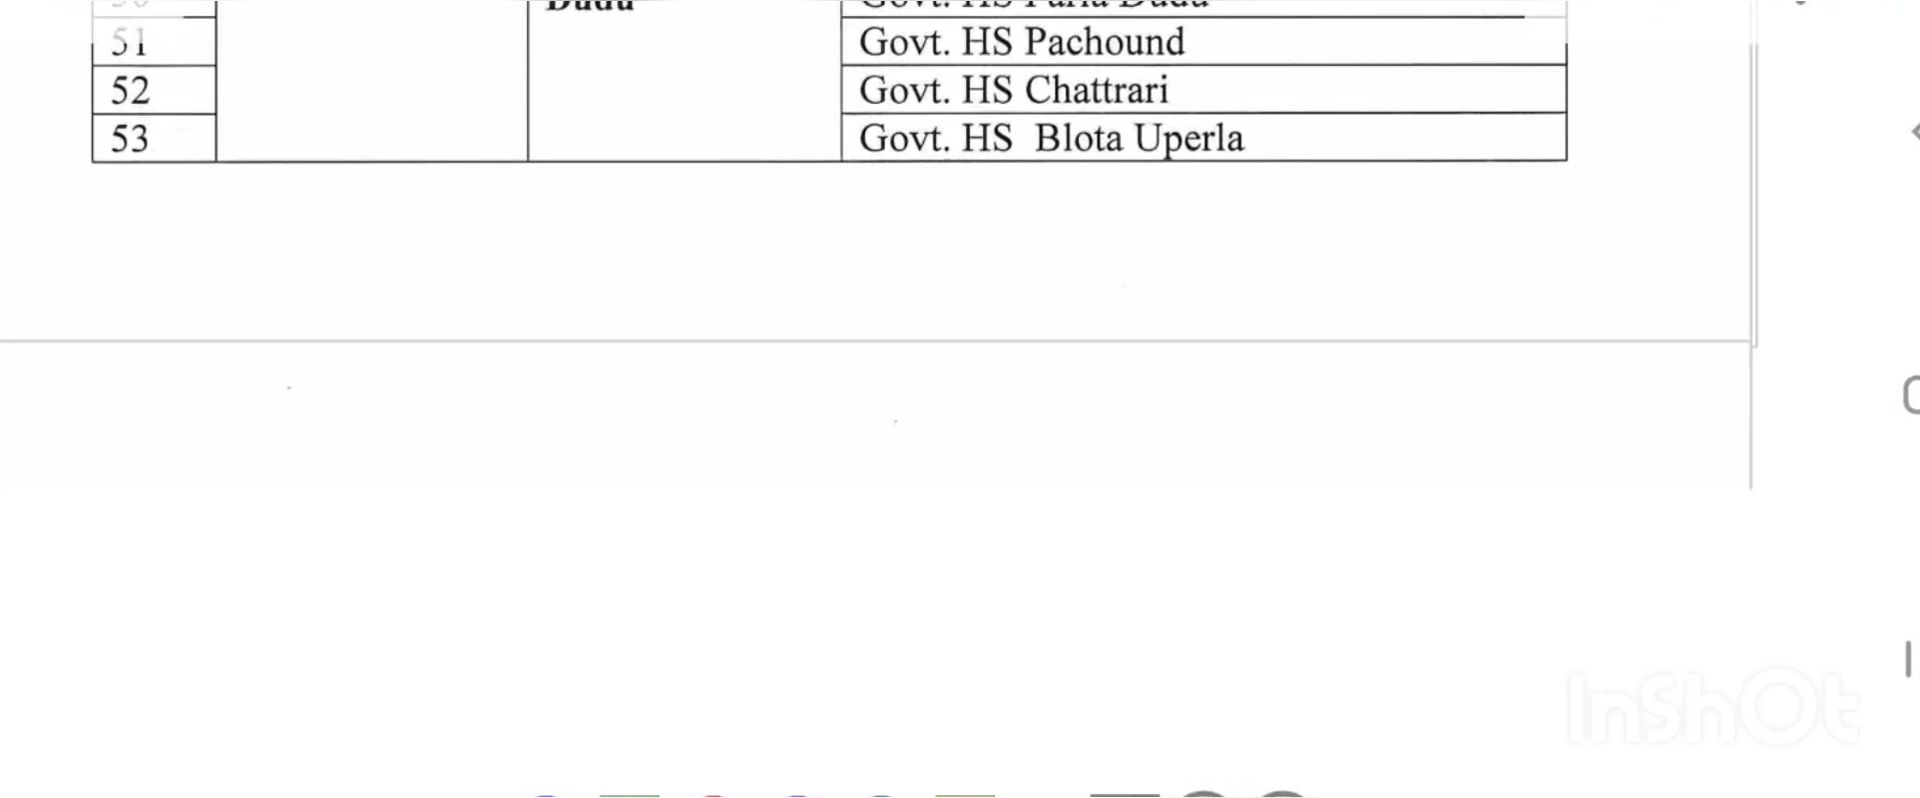 51 Govt. HS Pachound
52 Govt. HS Chattrari
53 Govt. HS Blota Uperla
InShOt